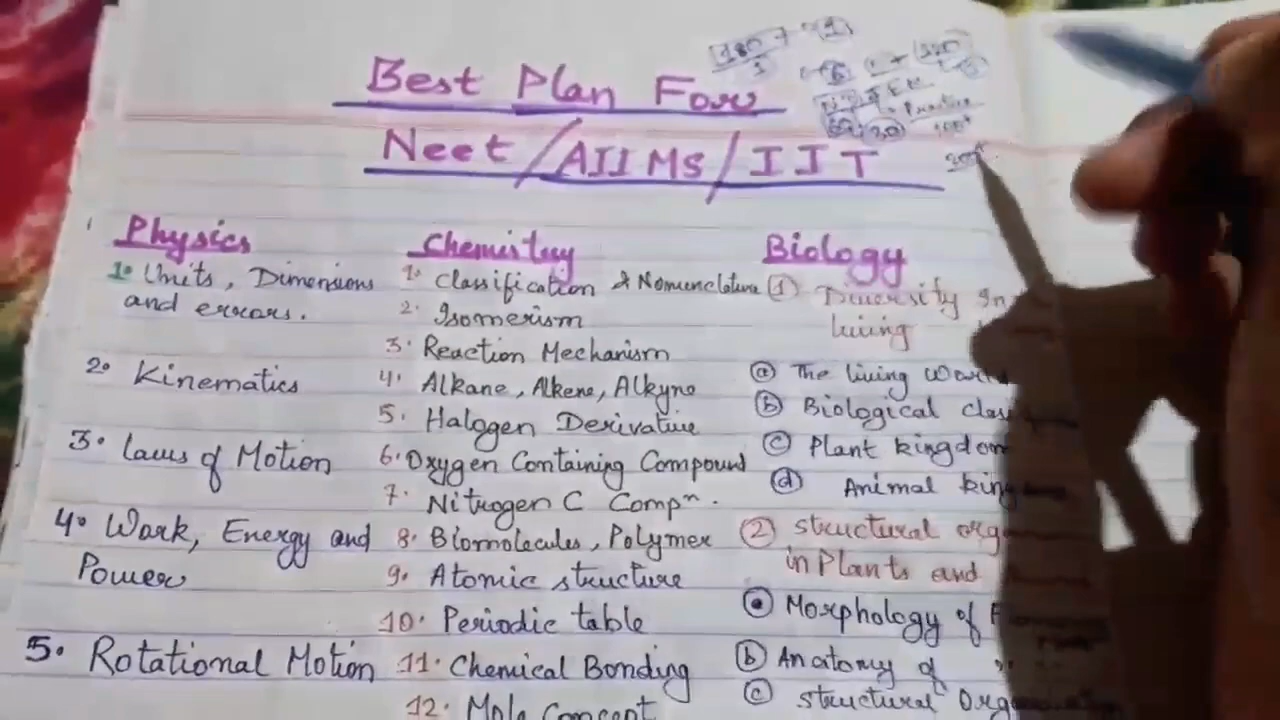 Best Plan For
Neet/AIIMS/IIT
Physics
1. Units, Dimensions
and errors.
2. Kinematics
3. Laws of Motion
4. Work, Energy and
Power
5. Rotational Motion
Chemistry
1. Classification & Nomenclature
2. Isomerism
3. Reaction Mechanism
4. Alkane, Alkene, Alkyne
5. Halogen Derivative
6. Oxygen Containing Compound
7. Nitrogen C Compn.
8. Biomolecules, Polymer
9. Atomic structure
10. Periodic table
11. Chemical Bonding
12. Mole Concept
Biology
(1) Diversity In
living
(a) The living
(b) Biological
(c) Plant kingdom
(d) Animal
(2) structural
in Plants and
(a) Morphology of
(b) Anatomy of "
(c) structural
180
Practice